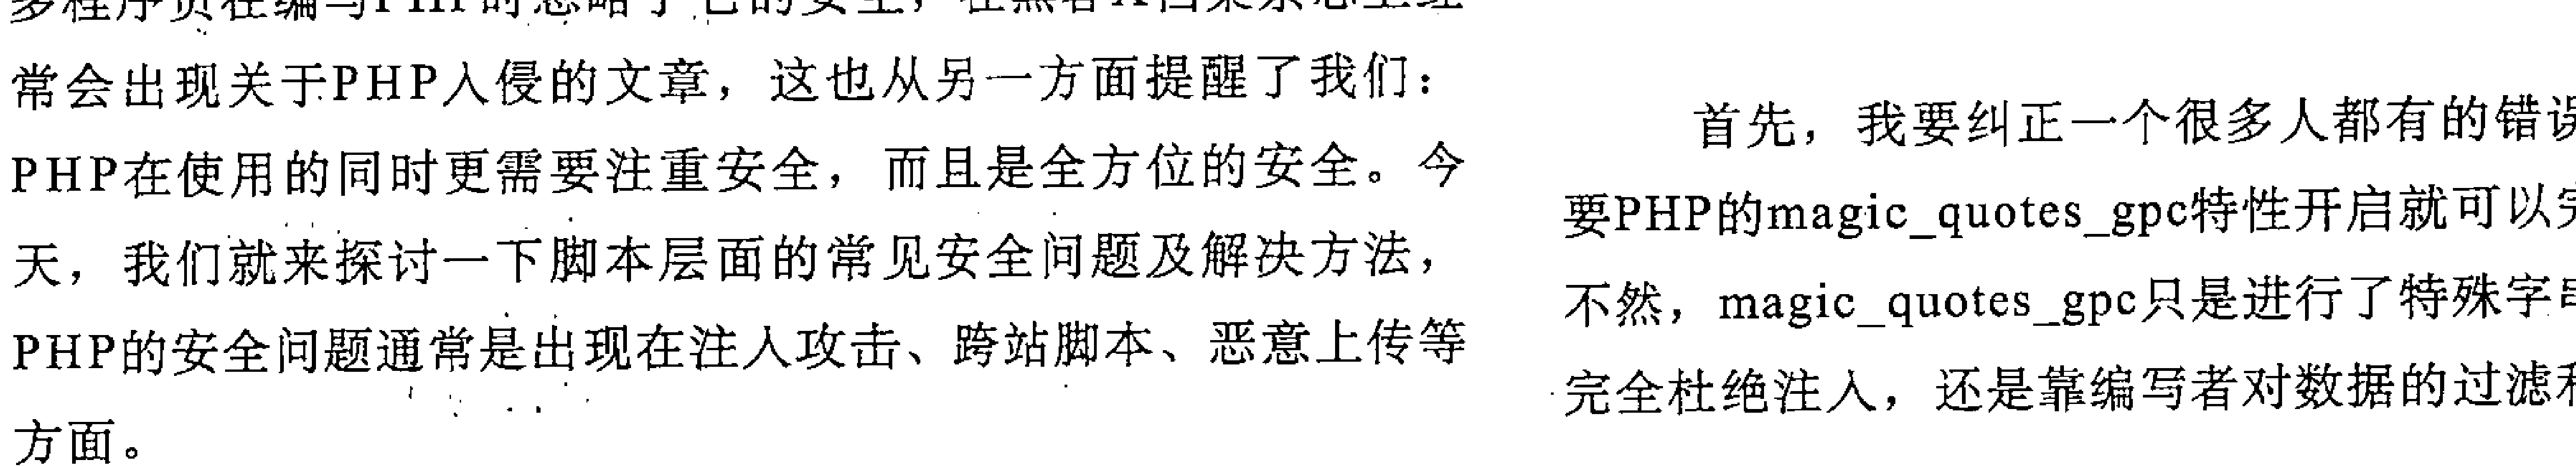 常会出现关于PHP入侵的文章，这也从另一方面提醒了我们：
PHP在使用的同时更需要注重安全，而且是全方位的安全。今
天，我们就来探讨一下脚本层面的常见安全问题及解决方法，
PHP的安全问题通常是出现在注入攻击、跨站脚本、恶意上传等
方面。
首先，我要纠正一个很多人都有的错
要PHP的magic_quotes_gpc特性开启就可以
不然，magic_quotes_gpc只是进行了特殊字
完全杜绝注入，还是靠编写者对数据的过滤